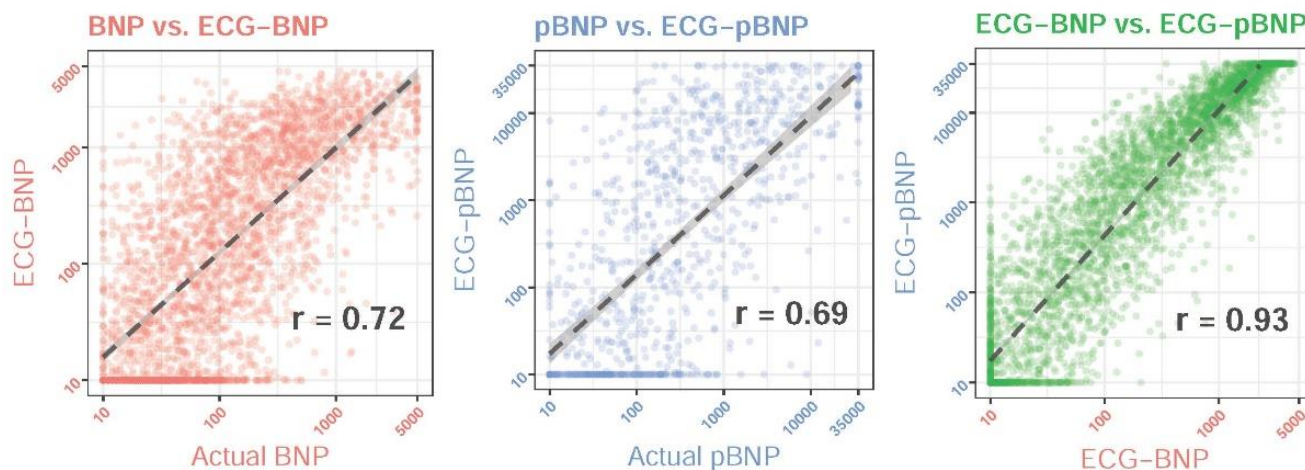 BNP vs. ECG-BNP
ECG-BNP
5000
1000
100
10
r = 0.72
10
100
1000
5000
Actual BNP
pBNP vs. ECG-pBNP
ECG-pBNP
35000
10000
1000
100
10
r = 0.69
10
100
1000
10000
35000
Actual pBNP
ECG-BNP vs. ECG-pBNP
ECG-pBNP
35000
10000
1000
100
10
r = 0.93
10
100
1000
5000
ECG-BNP